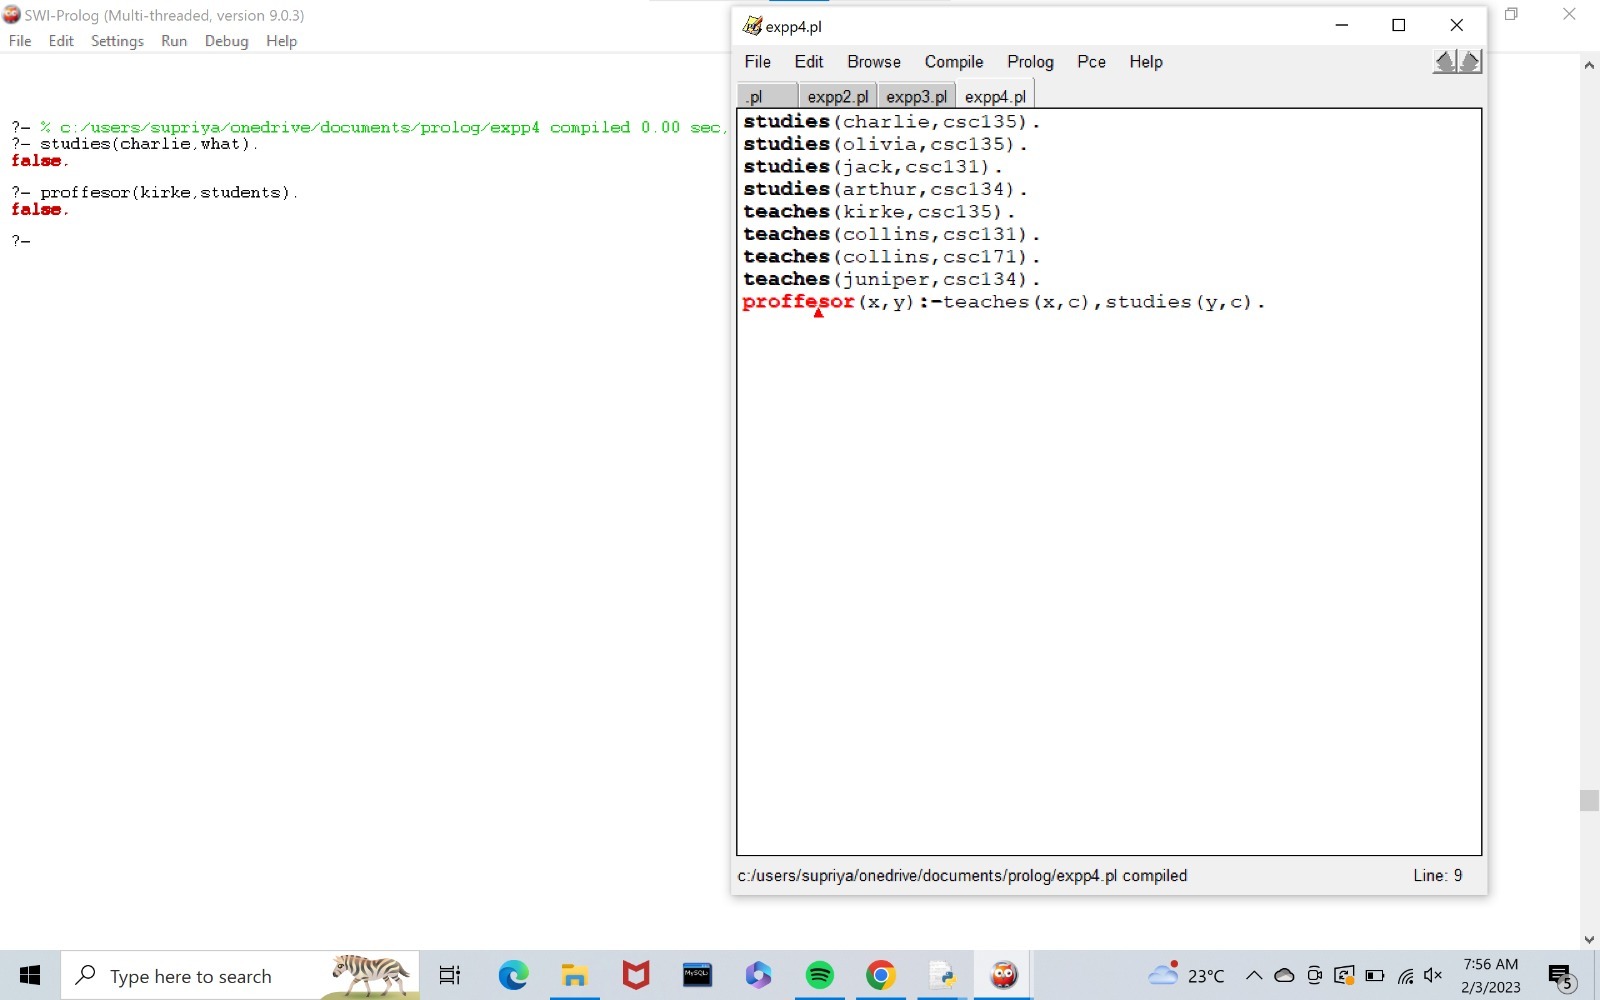 SWI-Prolog (Multi-threaded, version 9.0.3)
File Edit Settings Run Debug Help
?- % c:/users/supriya/onedrive/documents/prolog/expp4 compiled 0.00 sec,
?- studies(charlie,what).
false.
?- proffesor(kirke,students).
false.
?-
expp4.pl
File Edit Browse Compile Prolog Pce Help
.pl expp2.pl expp3.pl expp4.pl
studies(charlie,csc135).
studies(olivia,csc135).
studies(jack,csc131).
studies(arthur,csc134).
teaches(kirke,csc135).
teaches(collins,csc131).
teaches(collins,csc171).
teaches(juniper,csc134).
proffesor(x,y):-teaches(x,c),studies(y,c).
c:/users/supriya/onedrive/documents/prolog/expp4.pl compiled Line: 9
Type here to search
MySQL
23°C
7:56 AM
2/3/2023
5